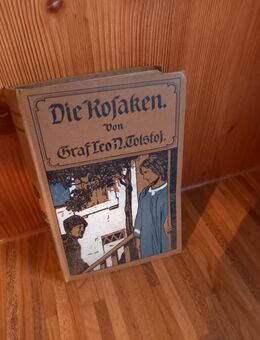 Die Kosaken.
Von
Graf Leo N. Tolstoj.